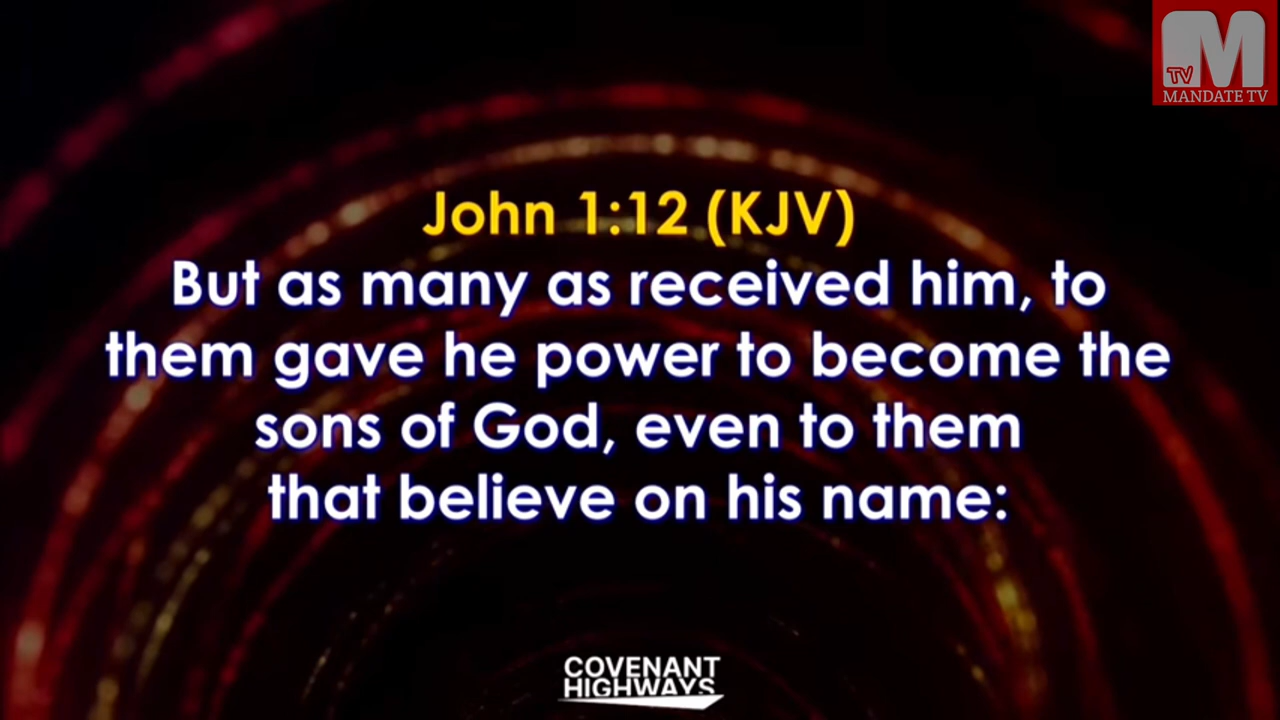 TV M
MANDATE TV
John 1:12 (KJV)
But as many as received him, to
them gave he power to become the
sons of God, even to them
that believe on his name:
COVENANT
HIGHWAYS